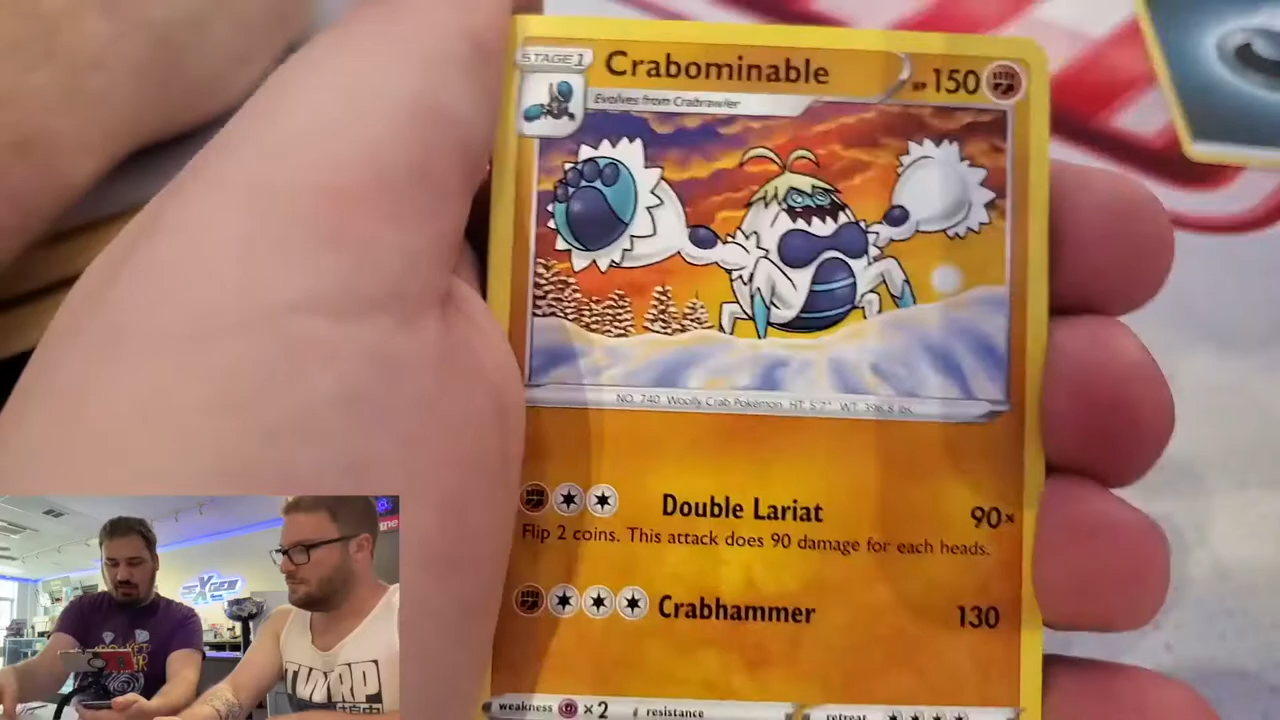 STAGE 1
Crabominable
HP 150
Evolves from Crabrawler
NO. 740 Woolly Crab Pokémon HT: 5'7" WT: 396.8 lbs.
Double Lariat 90×
Flip 2 coins. This attack does 90 damage for each heads.
Crabhammer 130
weakness ×2 resistance retreat
TWRP